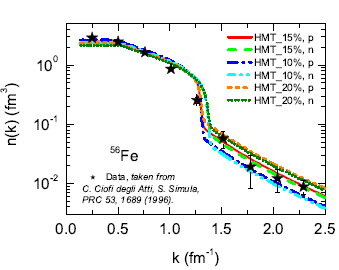 HMT_15%, p
HMT_15%, n
HMT_10%, p
HMT_10%, n
HMT_20%, p
HMT_20%, n
10⁰
10⁻¹
10⁻²
n(k) (fm³)
⁵⁶Fe
★ Data, taken from
C. Ciofi degli Atti, S. Simula,
PRC 53, 1689 (1996).
0.0 0.5 1.0 1.5 2.0 2.5
k (fm⁻¹)